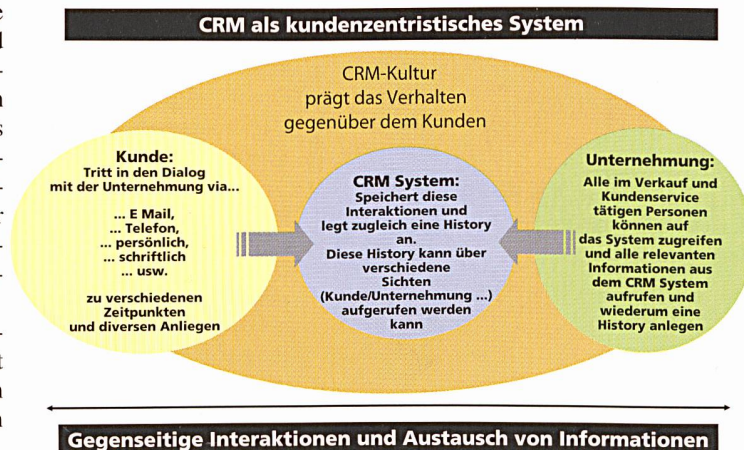 CRM als kundenzentristisches System
CRM-Kultur
prägt das Verhalten
gegenüber dem Kunden
Kunde:
Tritt in den Dialog
mit der Unternehmung via...
... E Mail,
... Telefon,
... persönlich,
... schriftlich
... usw.
zu verschiedenen
Zeitpunkten
und diversen Anliegen
CRM System:
Speichert diese
Interaktionen und
legt zugleich eine History
an.
Diese History kann über
verschiedene
Sichten
(Kunde/Unternehmung ...)
aufgerufen werden
kann
Unternehmung:
Alle im Verkauf und
Kundenservice
tätigen Personen
können auf
das System zugreifen
und alle relevanten
Informationen aus
dem CRM System
aufrufen und
wiederum eine
History anlegen
Gegenseitige Interaktionen und Austausch von Informationen